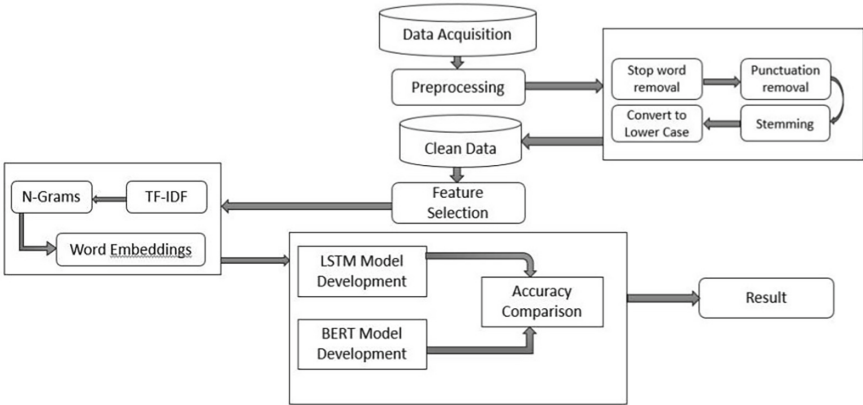 Data Acquisition
Preprocessing
Stop word
removal
Punctuation
removal
Stemming
Convert to
Lower Case
Clean Data
Feature
Selection
TF-IDF
N-Grams
Word Embeddings
LSTM Model
Development
BERT Model
Development
Accuracy
Comparison
Result